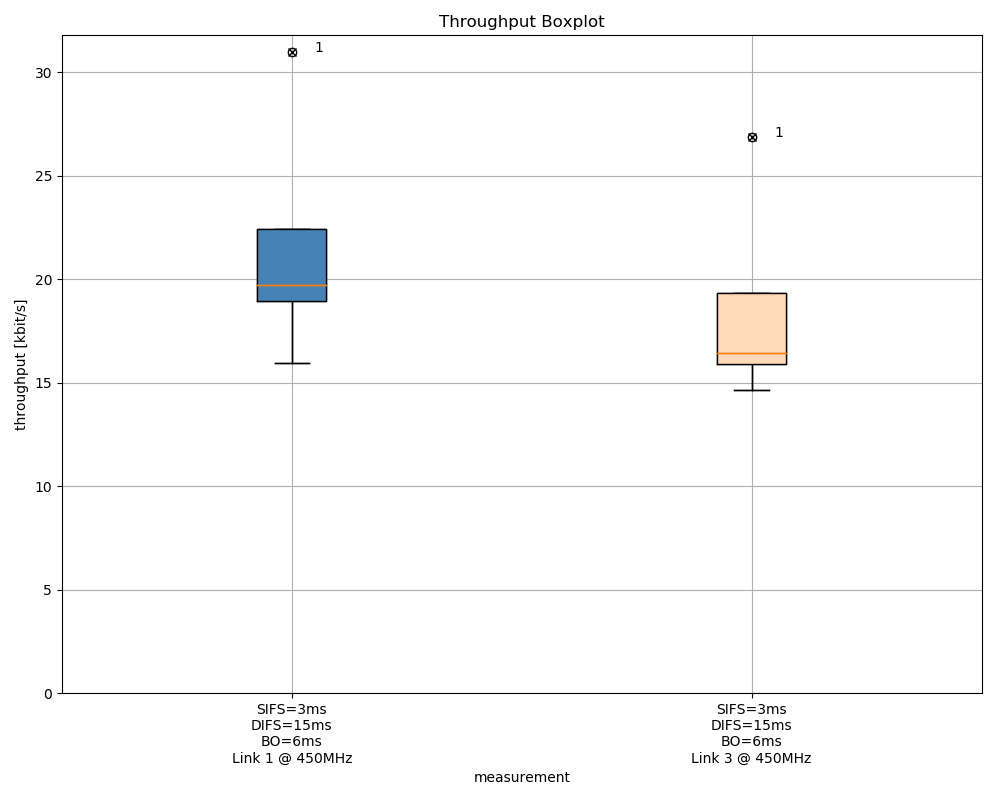 Throughput Boxplot
1
1
30
25
20
15
10
5
0
throughput [kbit/s]
SIFS=3ms
DIFS=15ms
BO=6ms
Link 1 @ 450MHz
SIFS=3ms
DIFS=15ms
BO=6ms
Link 3 @ 450MHz
measurement